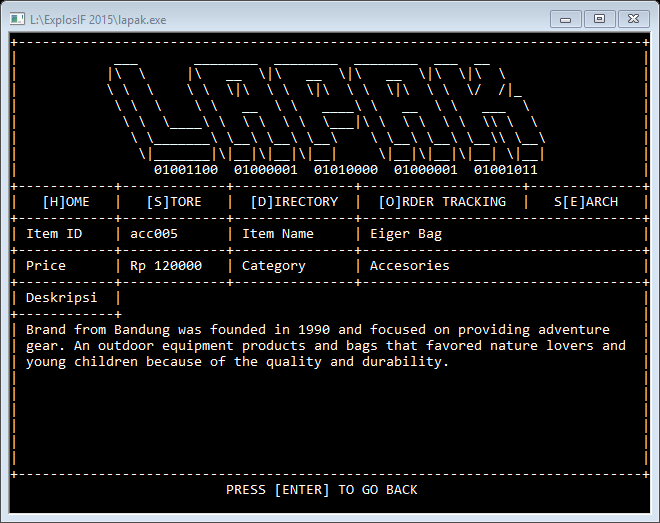 L:\ExplosIF 2015\lapak.exe
LAPAK
01001100 01000001 01010000 01000001 01001011
[H]OME [S]TORE [D]IRECTORY [O]RDER TRACKING S[E]ARCH
Item ID acc005 Item Name Eiger Bag
Price Rp 120000 Category Accesories
Deskripsi
Brand from Bandung was founded in 1990 and focused on providing adventure
gear. An outdoor equipment products and bags that favored nature lovers and
young children because of the quality and durability.
PRESS [ENTER] TO GO BACK